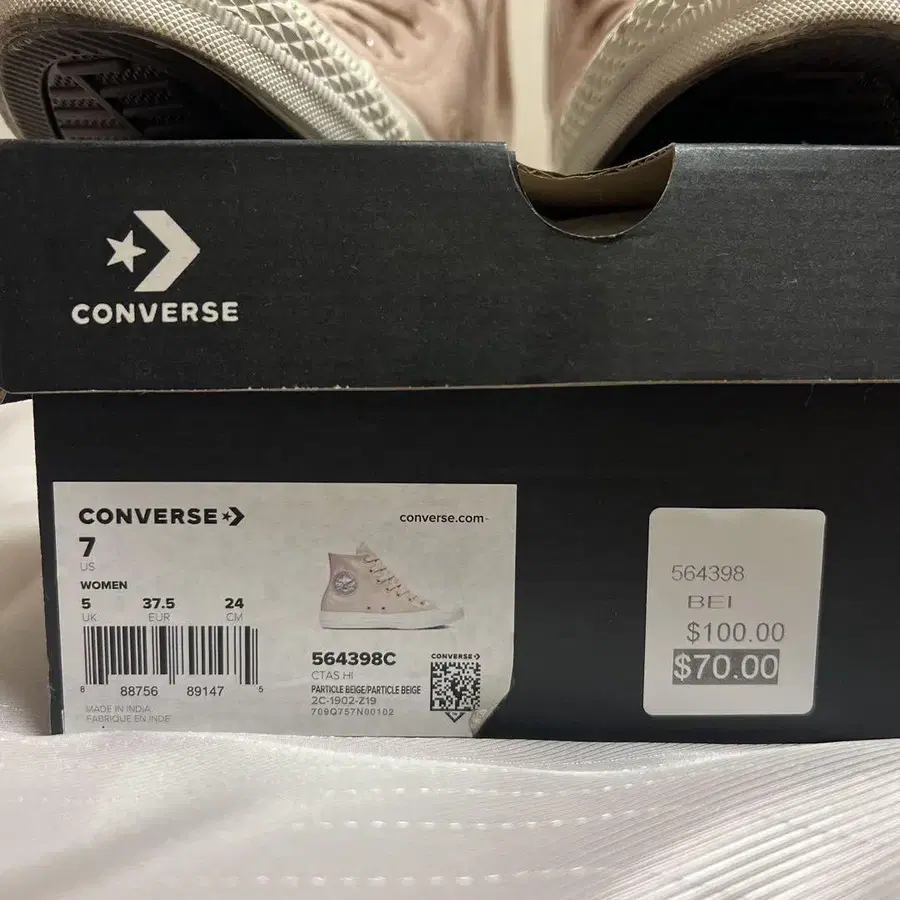 CONVERSE
CONVERSE
converse.com
7
US
WOMEN
5 37.5 24
UK EUR CM
8 88756 89147 5
MADE IN INDIA
FABRIQUE EN INDE
564398C
CTAS HI
PARTICLE BEIGE/PARTICLE BEIGE
2C-1902-Z19
709Q757N00102
CONVERSE
564398
BEI
$100.00
$70.00